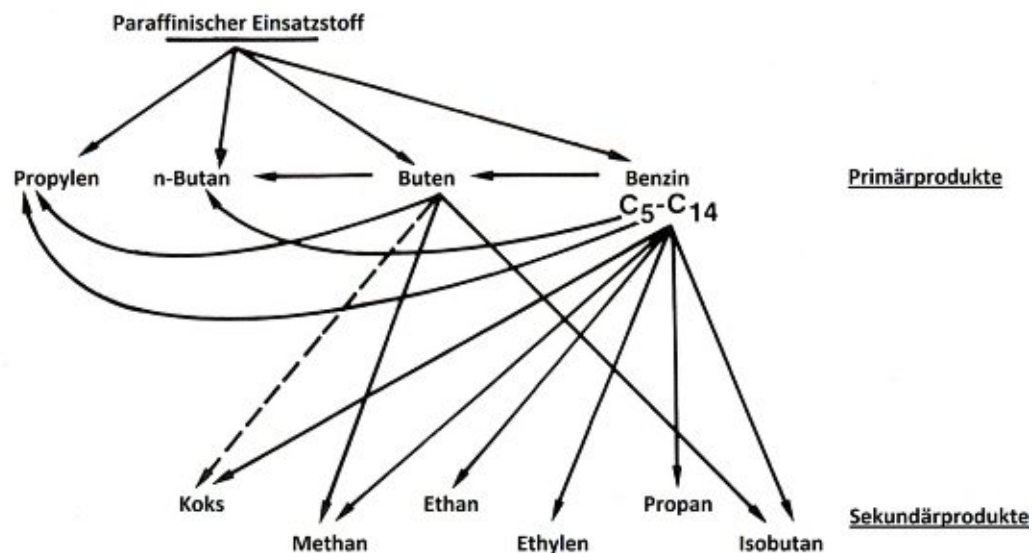 Paraffinischer Einsatzstoff
Propylen n-Butan Buten Benzin Primärprodukte
C5-C14
Koks Ethan Propan
Sekundärprodukte
Methan Ethylen Isobutan